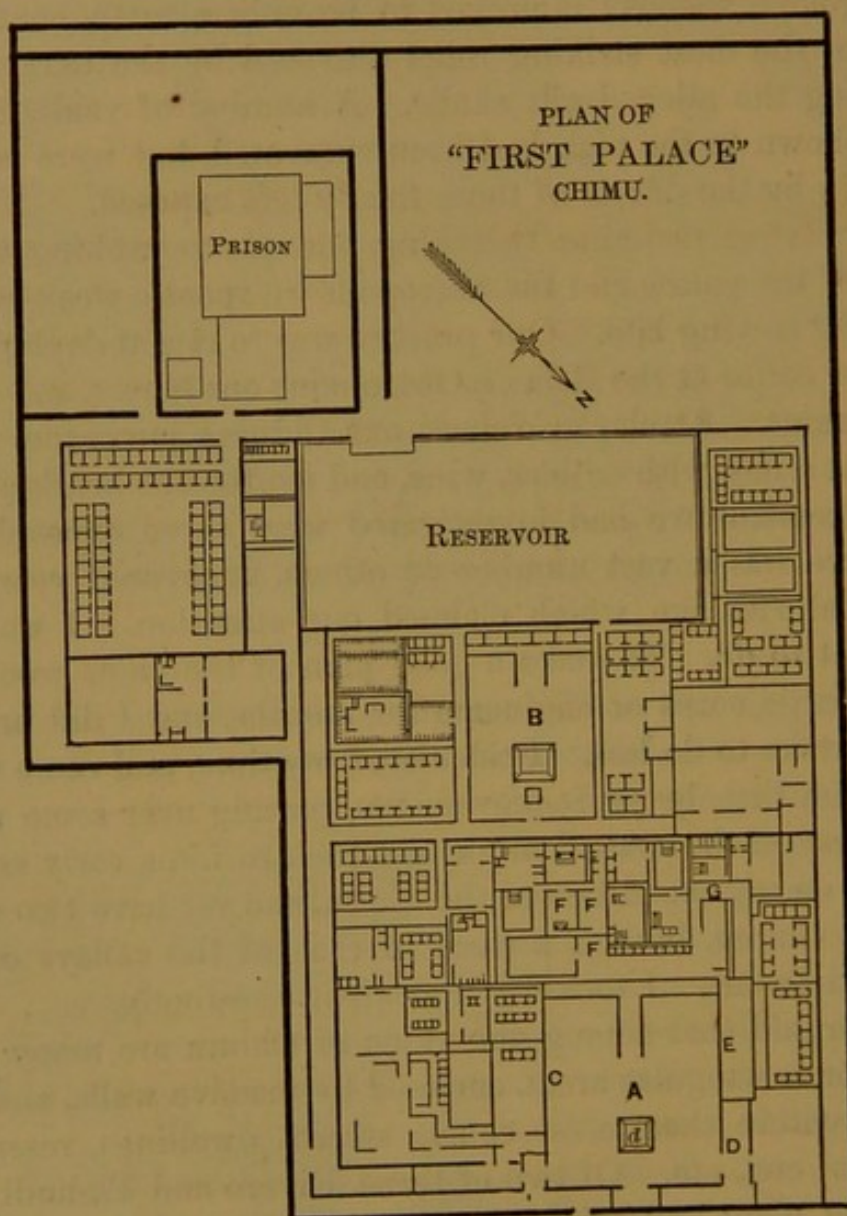 PLAN OF
"FIRST PALACE"
CHIMU.
PRISON
N
RESERVOIR
B
G
F F
F
E
C
A
d
D